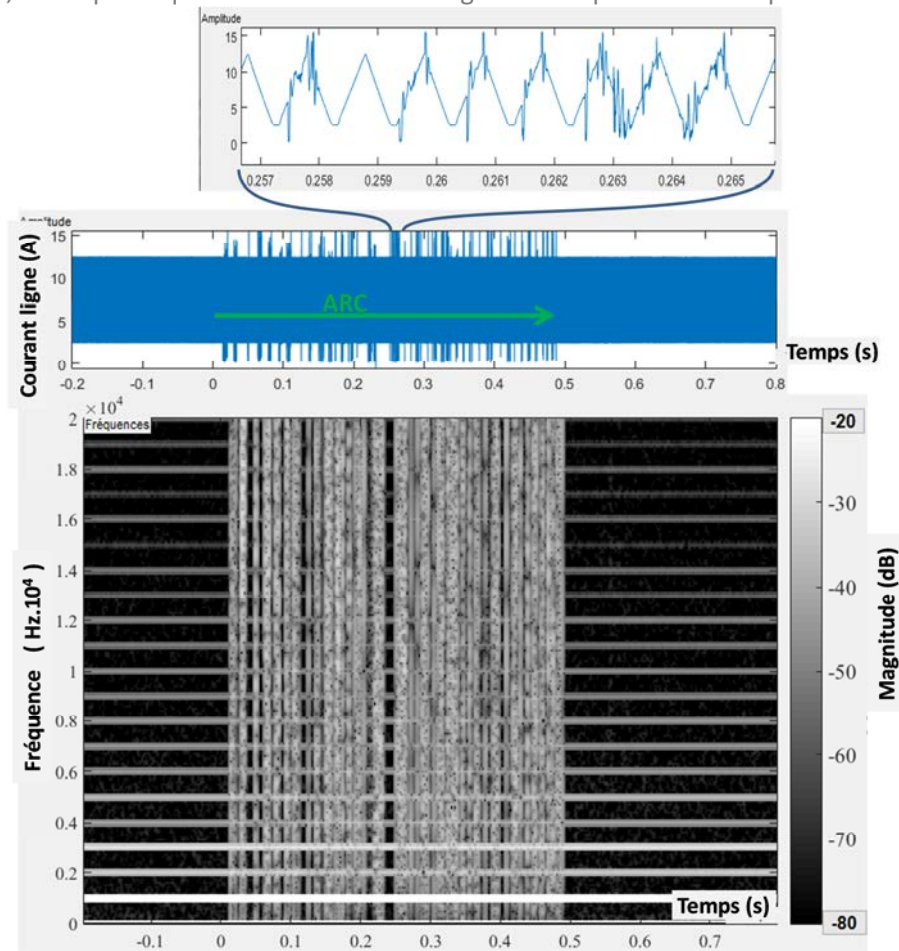 Amplitude
15
10
5
0
0.257 0.258 0.259 0.26 0.261 0.262 0.263 0.264 0.265
Amplitude
Courant ligne (A)
15
10
5
0
ARC
Temps (s)
-0.2 -0.1 0 0.1 0.2 0.3 0.4 0.5 0.6 0.7 0.8
×10⁴
Fréquences
Fréquence ( Hz.10⁴ )
2
1.8
1.6
1.4
1.2
1
0.8
0.6
0.4
0.2
0
Temps (s)
-0.1 0 0.1 0.2 0.3 0.4 0.5 0.6 0.7
-20
-30
-40
-50
-60
-70
-80
Magnitude (dB)